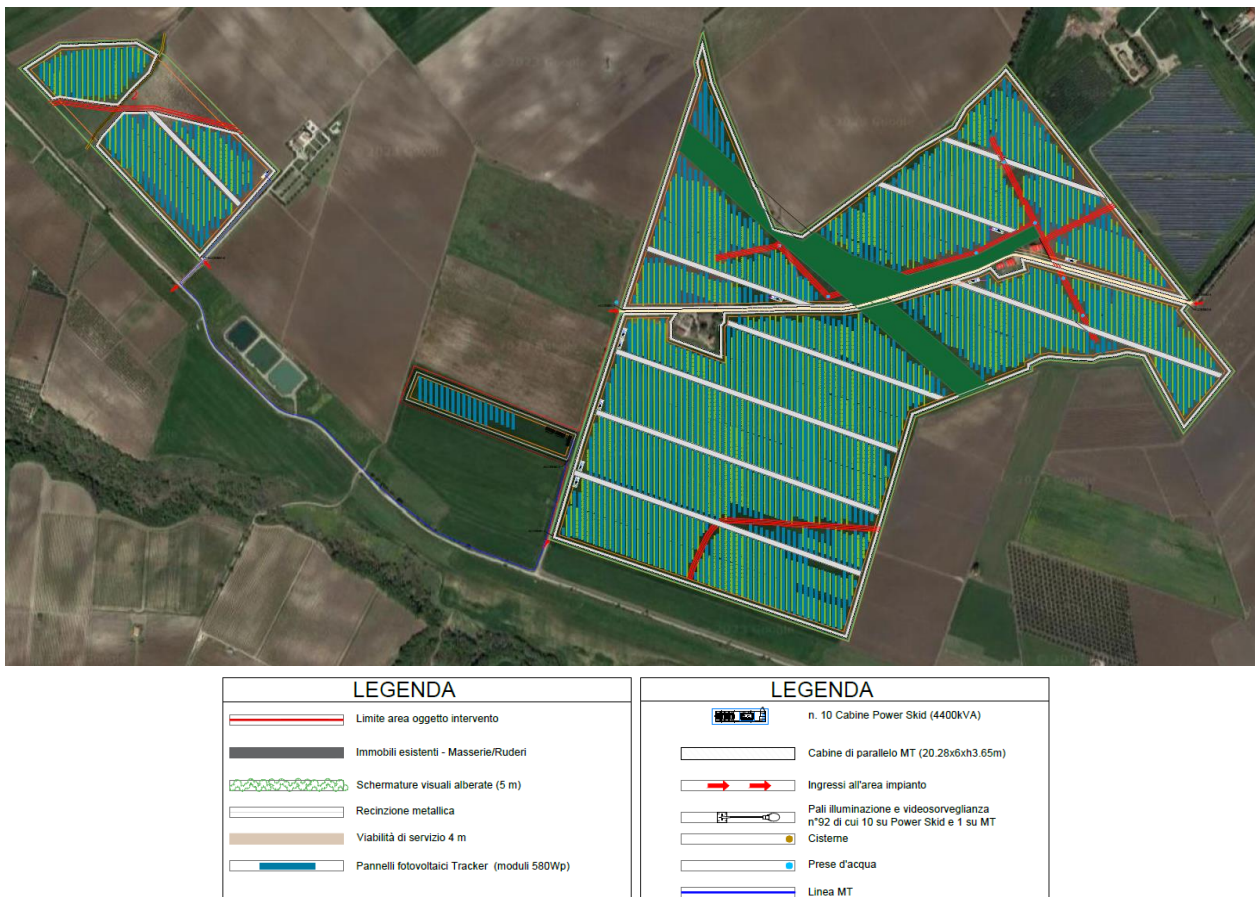 LEGENDA
Limite area oggetto intervento
Immobili esistenti - Masserie/Ruderi
Schermature visuali alberate (5 m)
Recinzione metallica
Viabilità di servizio 4 m
Pannelli fotovoltaici Tracker (moduli 580Wp)
LEGENDA
n. 10 Cabine Power Skid (4400kVA)
Cabine di parallelo MT (20.28x6xh3.65m)
Ingressi all'area impianto
Pali illuminazione e videosorveglianza
n°92 di cui 10 su Power Skid e 1 su MT
Cisterne
Prese d'acqua
Linea MT